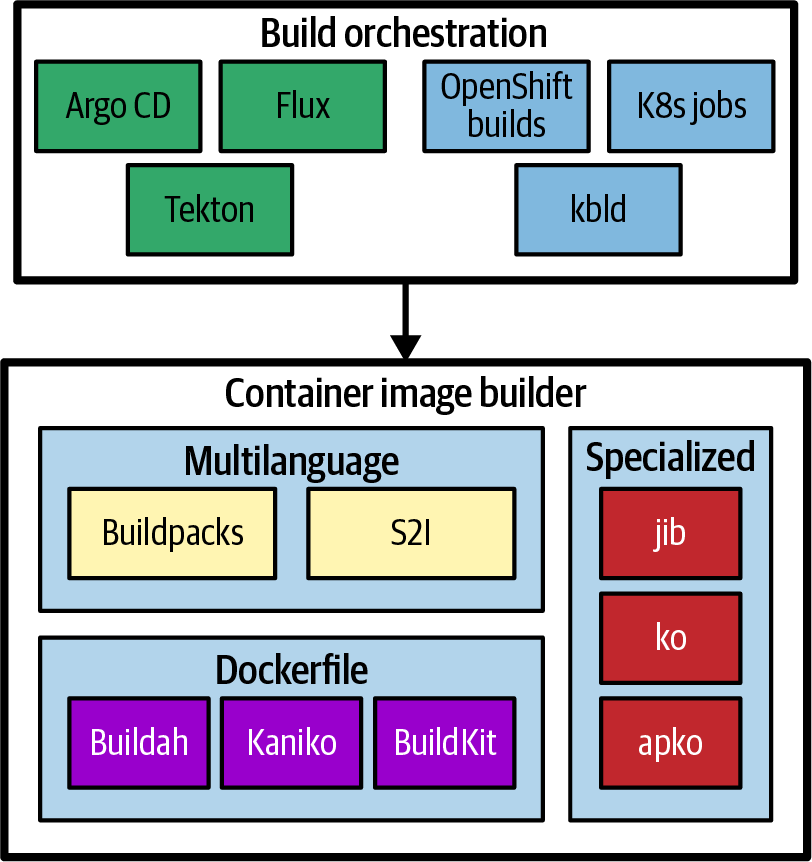 Build orchestration
Argo CD
Flux
OpenShift
builds
K8s jobs
Tekton
kbld
Container image builder
Multilanguage
Buildpacks
S2I
Specialized
jib
ko
apko
Dockerfile
Buildah
Kaniko
BuildKit